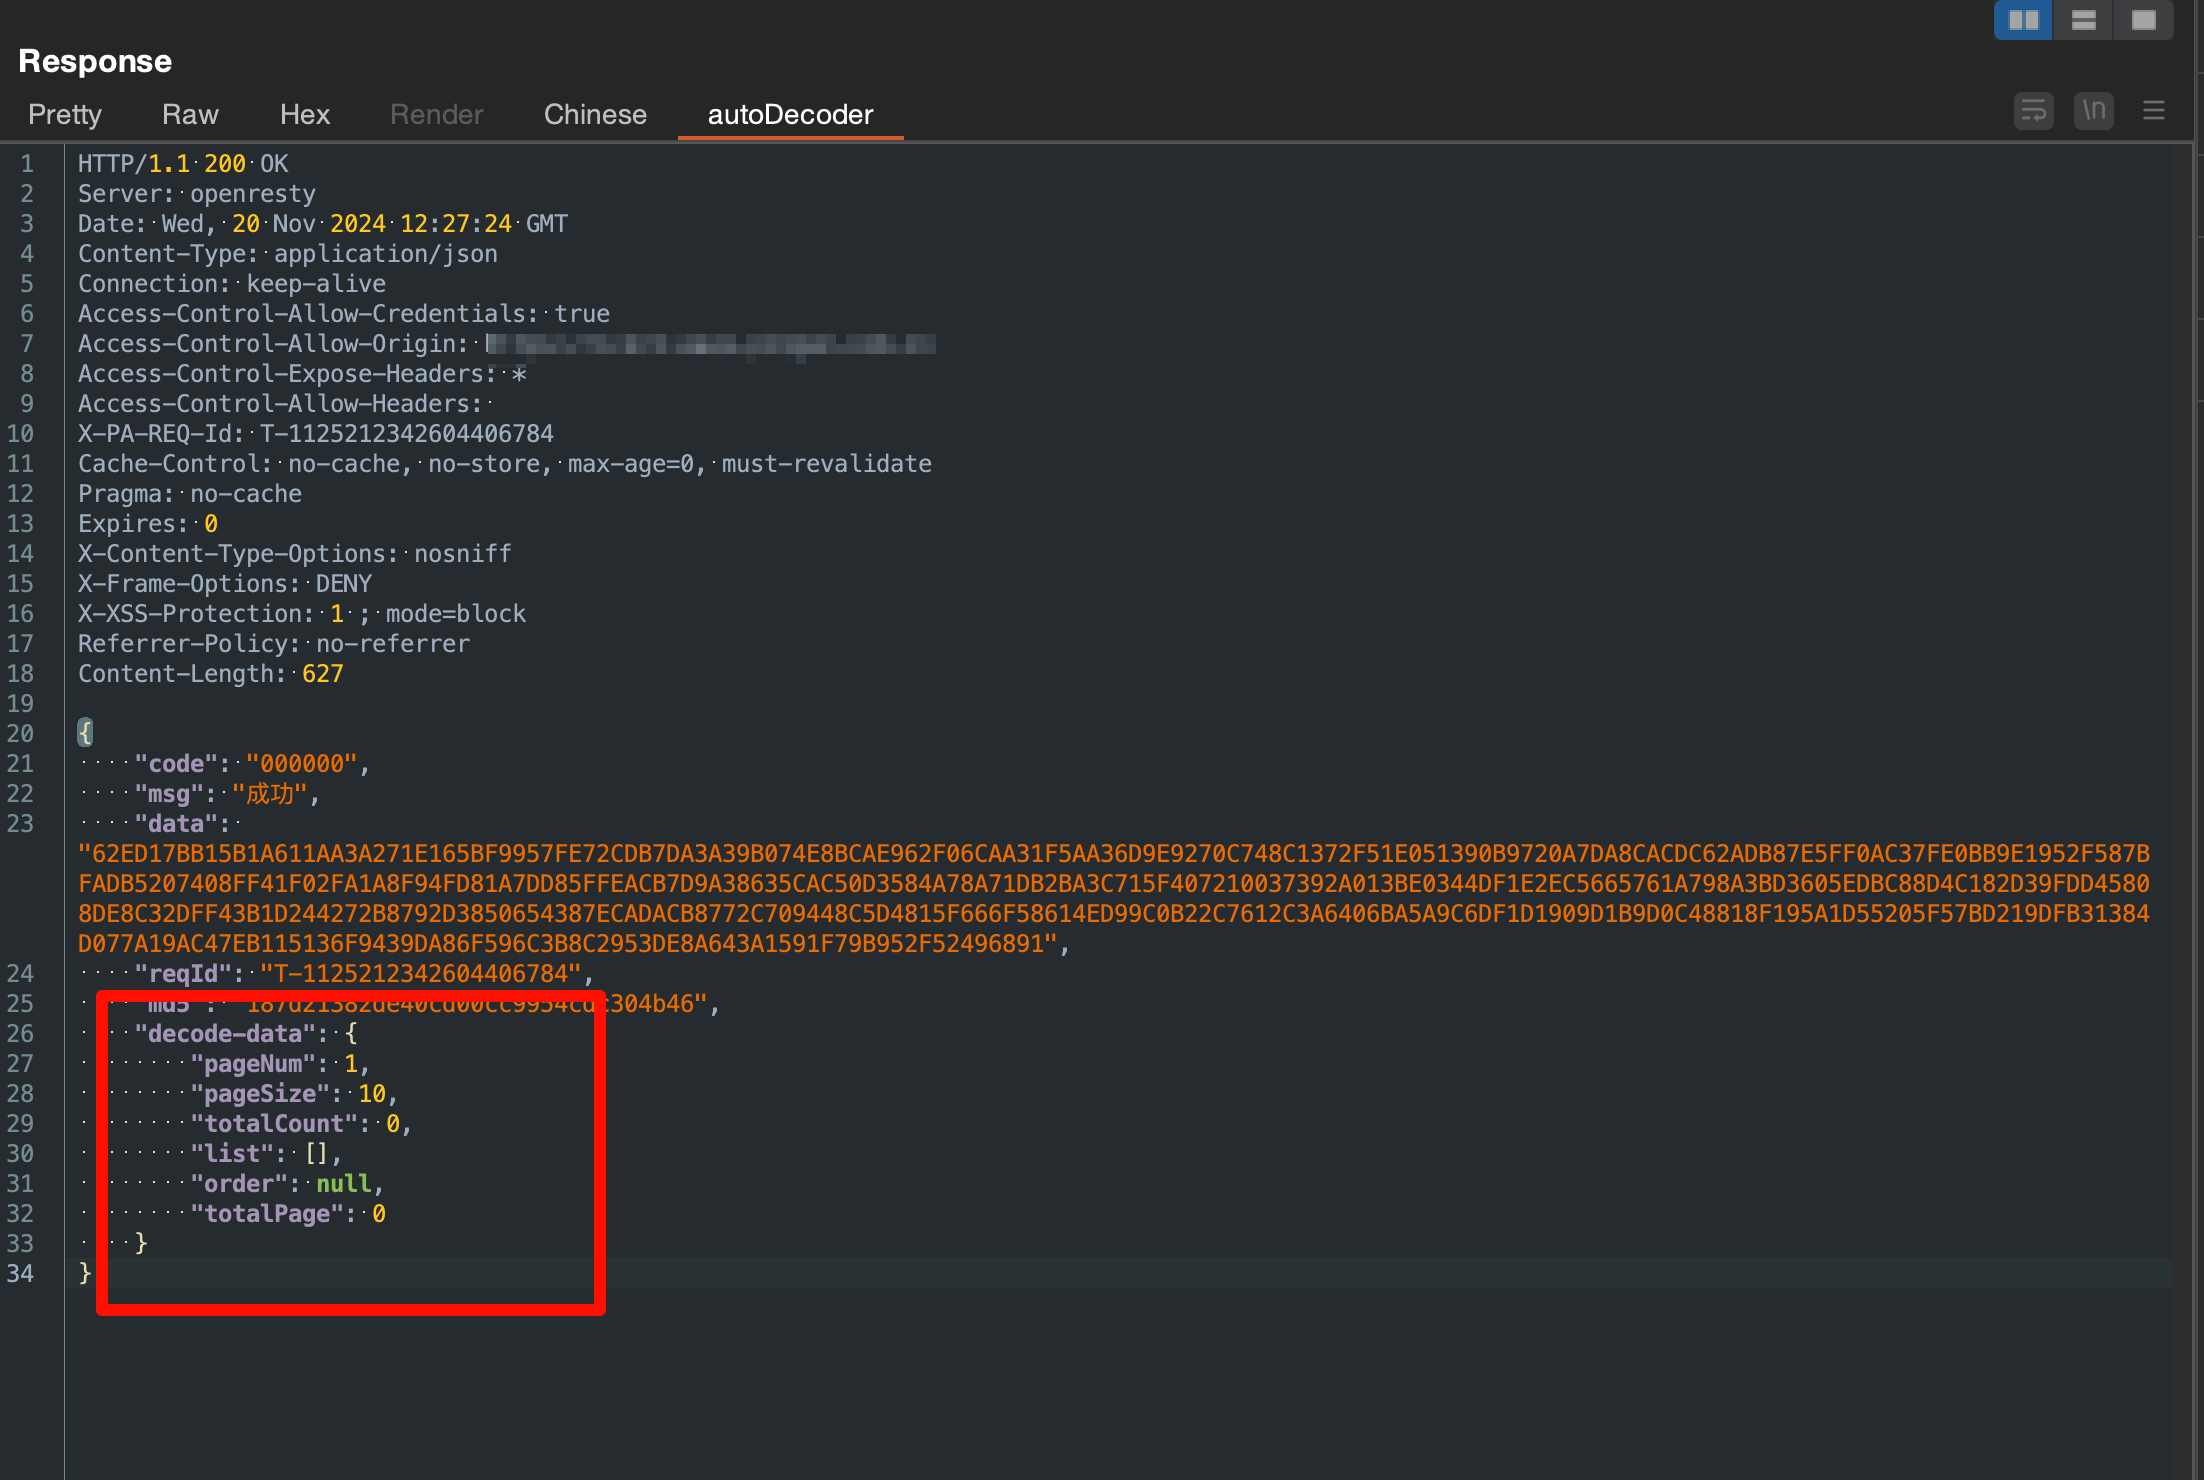 Response
Pretty Raw Hex Render Chinese autoDecoder \n
1 HTTP/1.1 200 OK
2 Server: openresty
3 Date: Wed, 20 Nov 2024 12:27:24 GMT
4 Content-Type: application/json
5 Connection: keep-alive
6 Access-Control-Allow-Credentials: true
7 Access-Control-Allow-Origin:
8 Access-Control-Expose-Headers: *
9 Access-Control-Allow-Headers:
10 X-PA-REQ-Id: T-1125212342604406784
11 Cache-Control: no-cache, no-store, max-age=0, must-revalidate
12 Pragma: no-cache
13 Expires: 0
14 X-Content-Type-Options: nosniff
15 X-Frame-Options: DENY
16 X-XSS-Protection: 1 ; mode=block
17 Referrer-Policy: no-referrer
18 Content-Length: 627
19
20 {
21 "code": "000000",
22 "msg": "成功",
23 "data":
"62ED17BB15B1A611AA3A271E165BF9957FE72CDB7DA3A39B074E8BCAE962F06CAA31F5AA36D9E9270C748C1372F51E051390B9720A7DA8CACDC62ADB87E5FF0AC37FE0BB9E1952F587B
FADB5207408FF41F02FA1A8F94FD81A7DD85FFEACB7D9A38635CAC50D3584A78A71DB2BA3C715F407210037392A013BE0344DF1E2EC5665761A798A3BD3605EDBC88D4C182D39FDD4580
8DE8C32DFF43B1D244272B8792D3850654387ECADACB8772C709448C5D4815F666F58614ED99C0B22C7612C3A6406BA5A9C6DF1D1909D1B9D0C48818F195A1D55205F57BD219DFB31384
D077A19AC47EB115136F9439DA86F596C3B8C2953DE8A643A1591F79B952F52496891",
24 "reqId": "T-1125212342604406784",
25 "md5":
26 "decode-data": {
27 "pageNum": 1,
28 "pageSize": 10,
29 "totalCount": 0,
30 "list": [],
31 "order": null,
32 "totalPage": 0
33 }
34 }